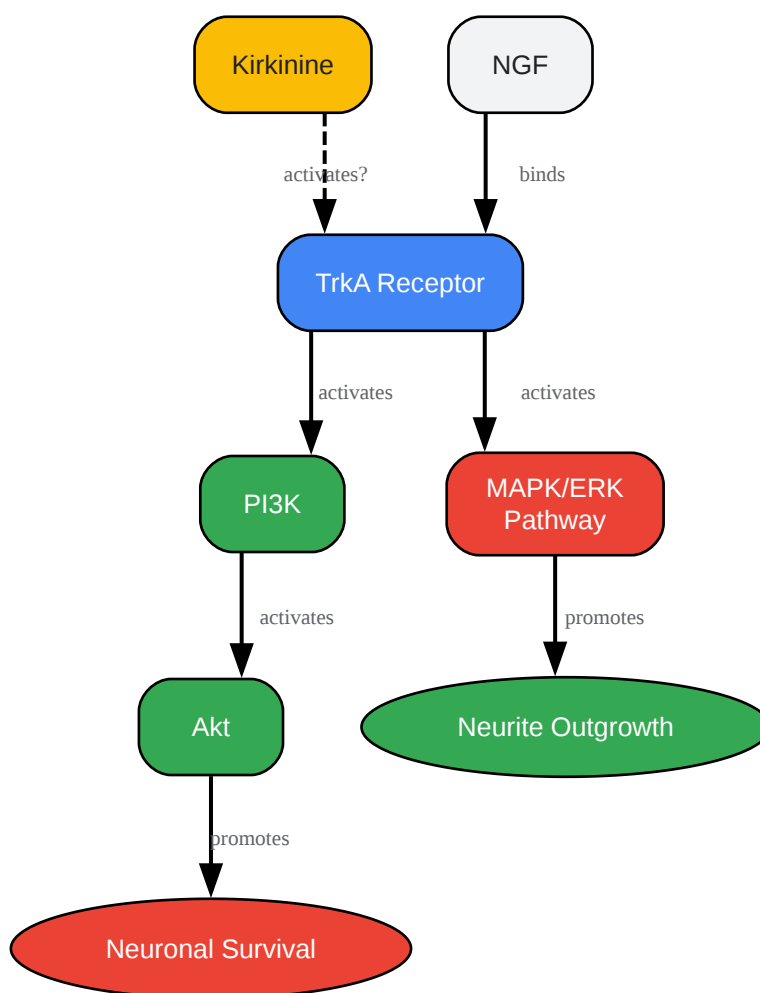 Kirkinine
NGF
activates?
binds
TrkA Receptor
activates
activates
PI3K
MAPK/ERK
Pathway
activates
promotes
Akt
Neurite Outgrowth
promotes
Neuronal Survival